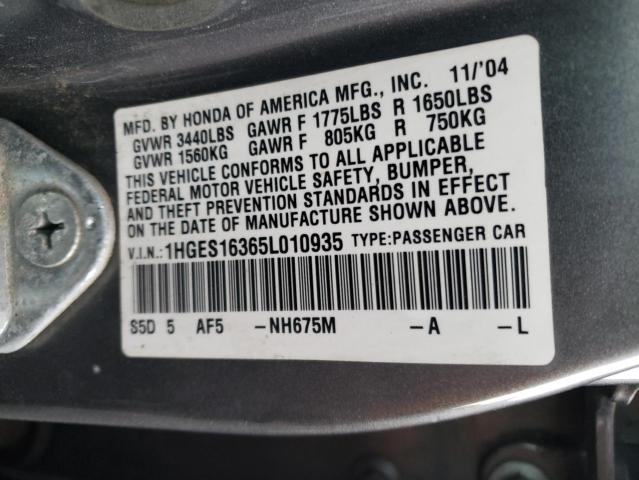 MFD. BY HONDA OF AMERICA MFG., INC. 11/'04
GVWR 3440LBS GAWR F 1775LBS R 1650LBS
GVWR 1560KG GAWR F 805KG R 750KG
THIS VEHICLE CONFORMS TO ALL APPLICABLE
FEDERAL MOTOR VEHICLE SAFETY, BUMPER,
AND THEFT PREVENTION STANDARDS IN EFFECT
ON THE DATE OF MANUFACTURE SHOWN ABOVE.
V.I.N.: 1HGES16365L010935 TYPE:PASSENGER CAR
S5D 5 AF5 -NH675M -A -L